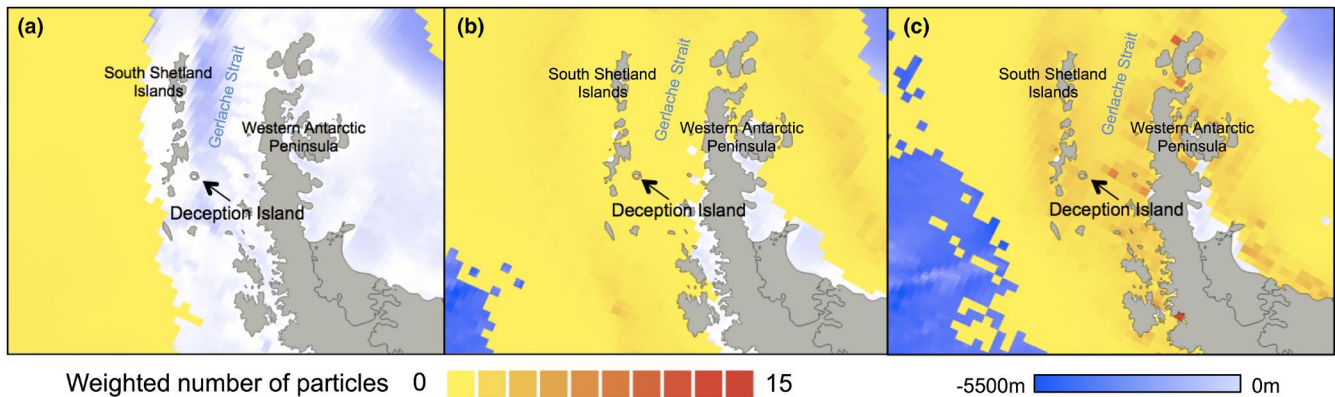 (a)
South Shetland
Islands
Gerlache Strait
Western Antarctic
Peninsula
Deception Island
(b)
South Shetland
Islands
Gerlache Strait
Western Antarctic
Peninsula
Deception Island
(c)
South Shetland
Islands
Gerlache Strait
Western Antarctic
Peninsula
Deception Island
Weighted number of particles 0 15
-5500m 0m